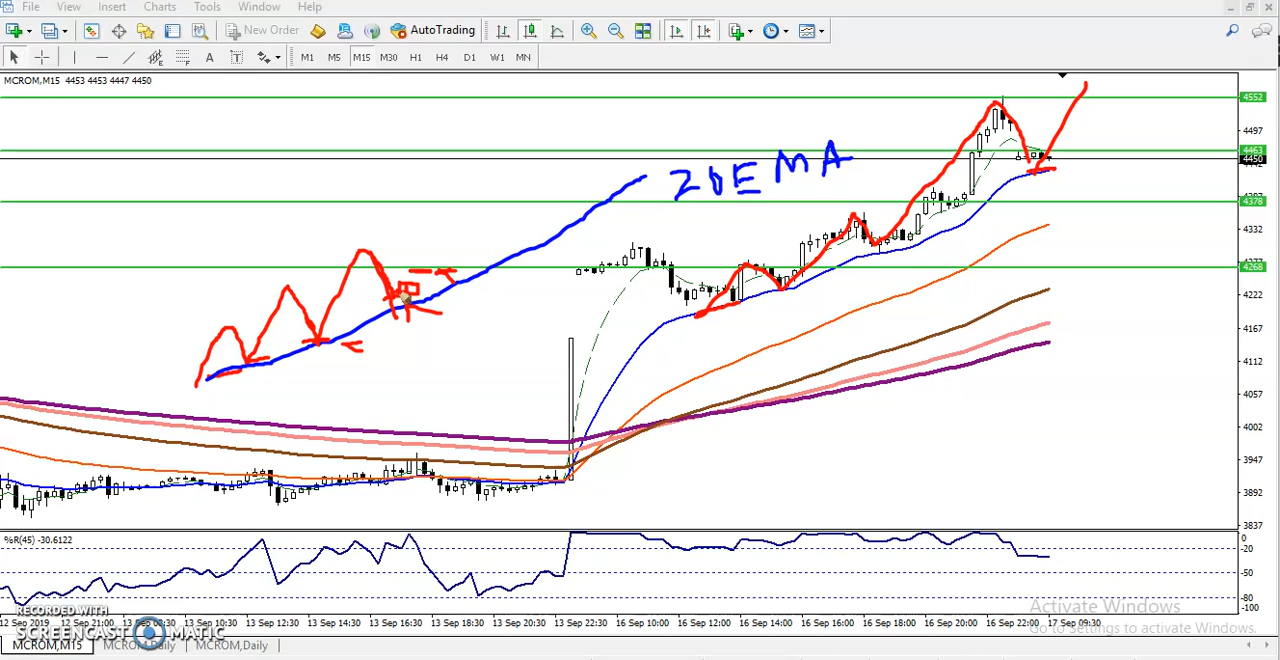 File View Insert Charts Tools Window Help
New Order AutoTrading
A T M1 M5 M15 M30 H1 H4 D1 W1 MN
MCROM,M15 4453 4453 4447 4450
20EMA
4552
4497
4463
4450
4378
4332
4268
4222
4167
4112
4057
4002
3947
3892
3837
%R(45) -30.6122
0
-20
-50
-80
-100
RECORDED WITH
SCREENCAST MATIC
Activate Windows
Go to Settings to activate Windows.
12 Sep 2019 12 Sep 21:00 13 Sep 08:30 13 Sep 10:30 13 Sep 12:30 13 Sep 14:30 13 Sep 16:30 13 Sep 18:30 13 Sep 20:30 13 Sep 22:30 16 Sep 10:00 16 Sep 12:00 16 Sep 14:00 16 Sep 16:00 16 Sep 18:00 16 Sep 20:00 16 Sep 22:00 17 Sep 09:30
MCROM,M15 MCROM,Daily MCROM,Daily